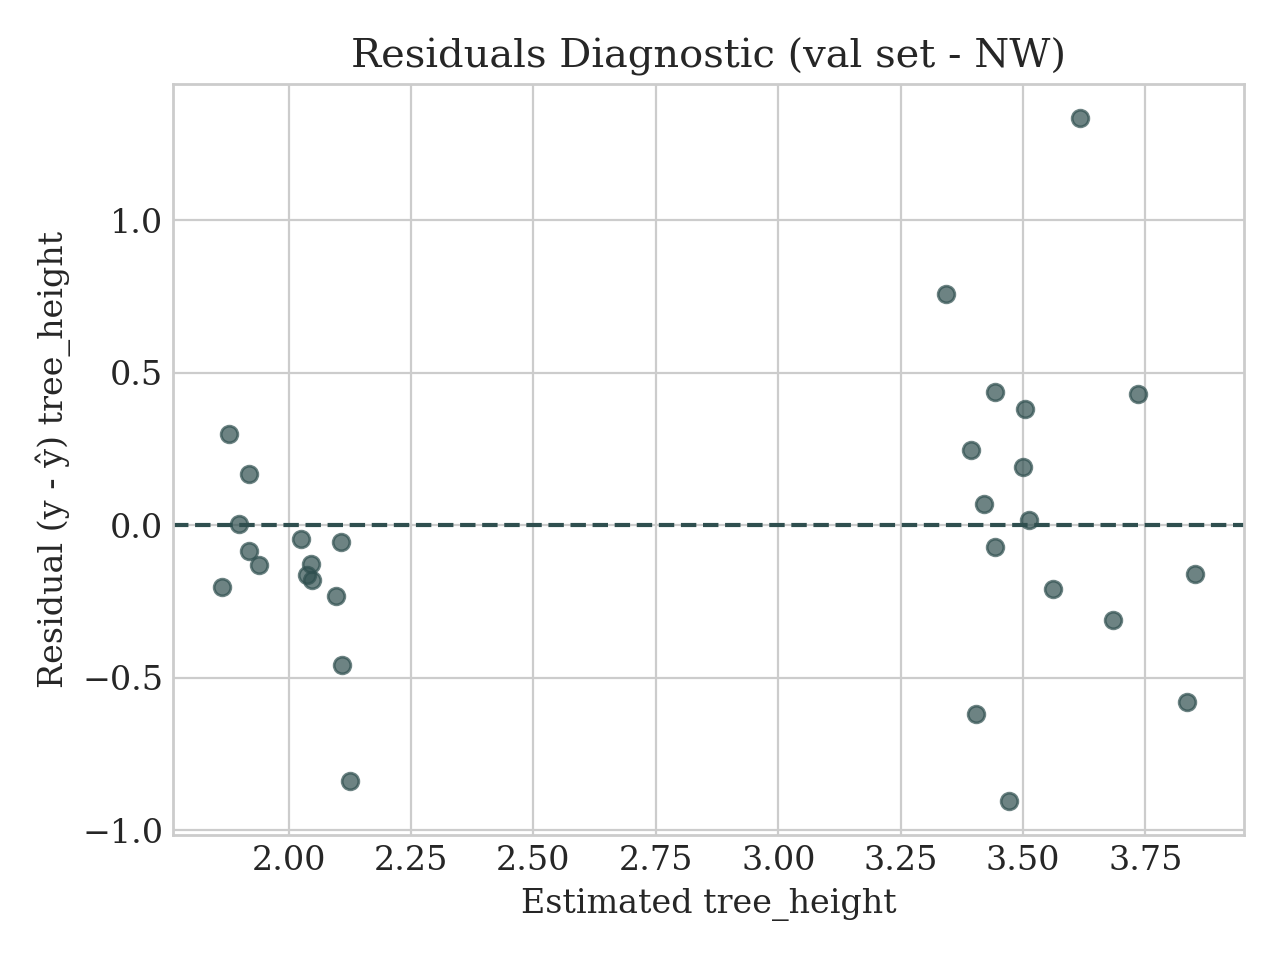 Residuals Diagnostic (val set - NW)
Residual (y - ŷ) tree_height
1.0
0.5
0.0
−0.5
−1.0
2.00 2.25 2.50 2.75 3.00 3.25 3.50 3.75
Estimated tree_height